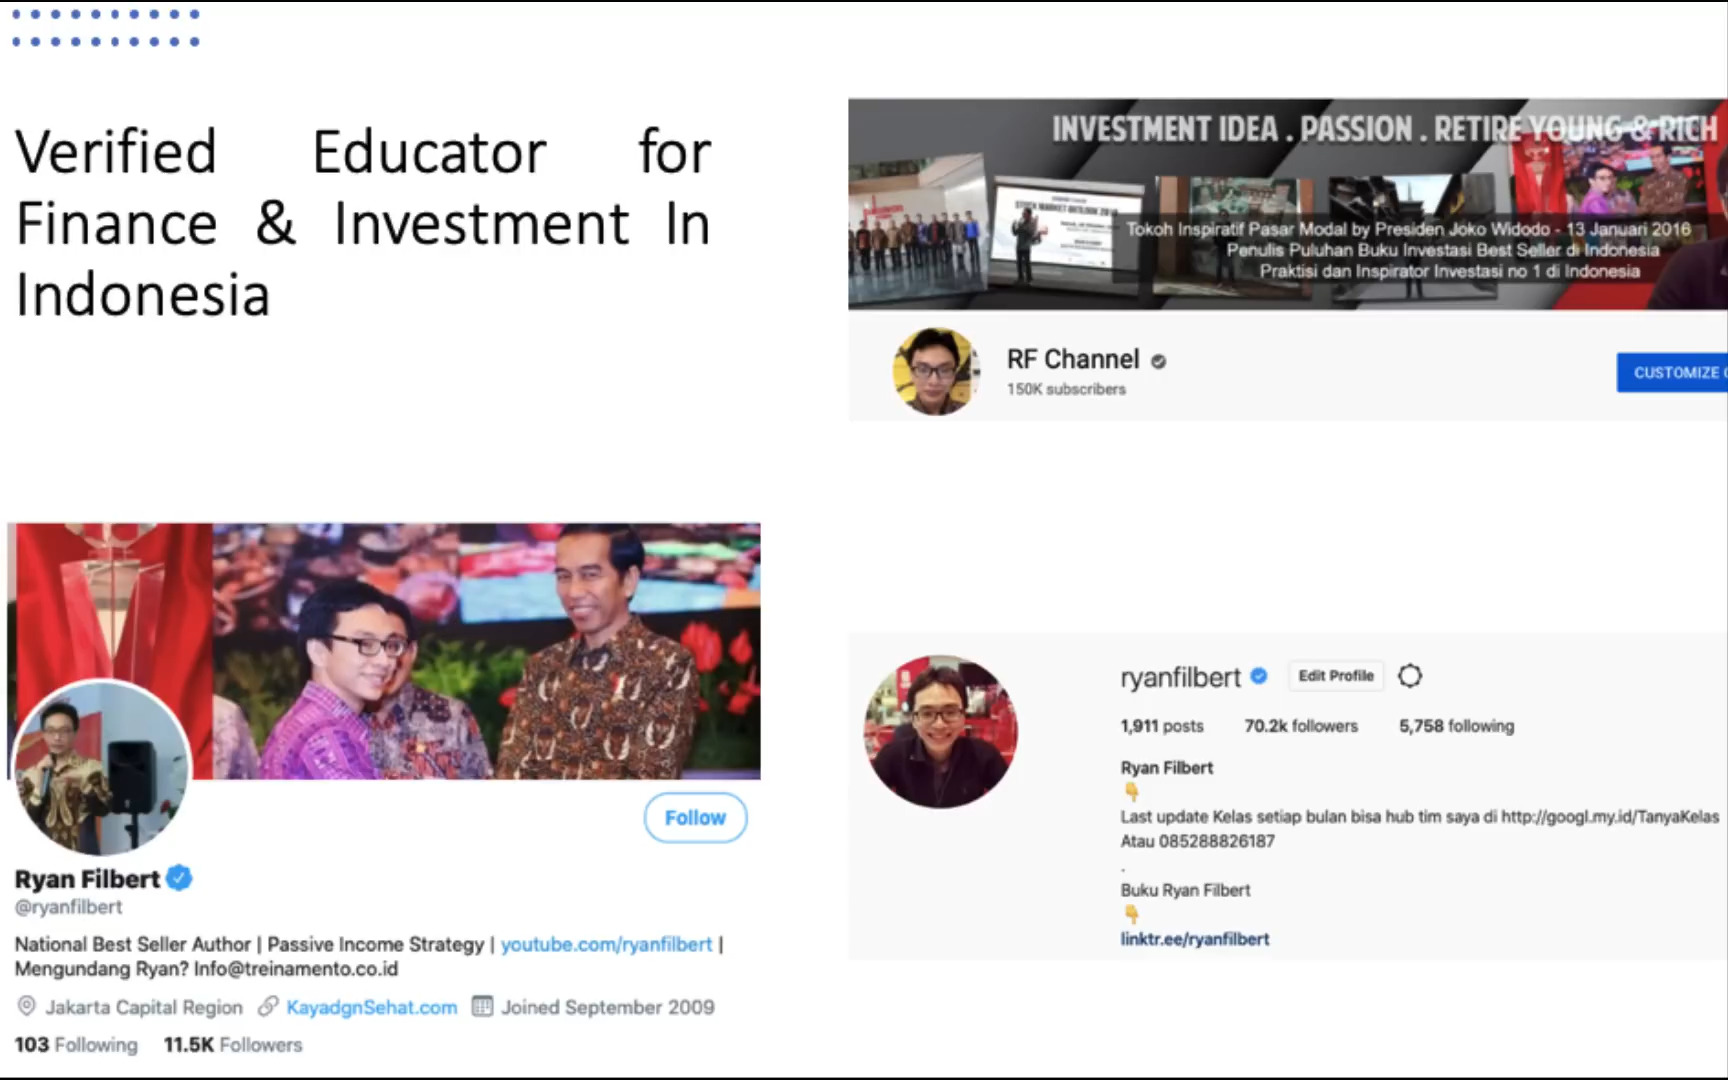 Verified Educator for
Finance & Investment In
Indonesia
INVESTMENT IDEA . PASSION . RETIRE YOUNG & RICH
STOCK MARKET OUTLOOK
Tokoh Inspiratif Pasar Modal by Presiden Joko Widodo - 13 Januari 2016
Penulis Puluhan Buku Investasi Best Seller di Indonesia
Praktisi dan Inspirator Investasi no 1 di Indonesia
RF Channel
150K subscribers
CUSTOMIZE
Follow
Ryan Filbert
@ryanfilbert
National Best Seller Author | Passive Income Strategy | youtube.com/ryanfilbert |
Mengundang Ryan? Info@treinamento.co.id
Jakarta Capital Region KayadgnSehat.com Joined September 2009
103 Following 11.5K Followers
ryanfilbert Edit Profile
1,911 posts 70.2k followers 5,758 following
Ryan Filbert
👇
Last update Kelas setiap bulan bisa hub tim saya di http://googl.my.id/TanyaKelas
Atau 085288826187
.
Buku Ryan Filbert
👇
linktr.ee/ryanfilbert